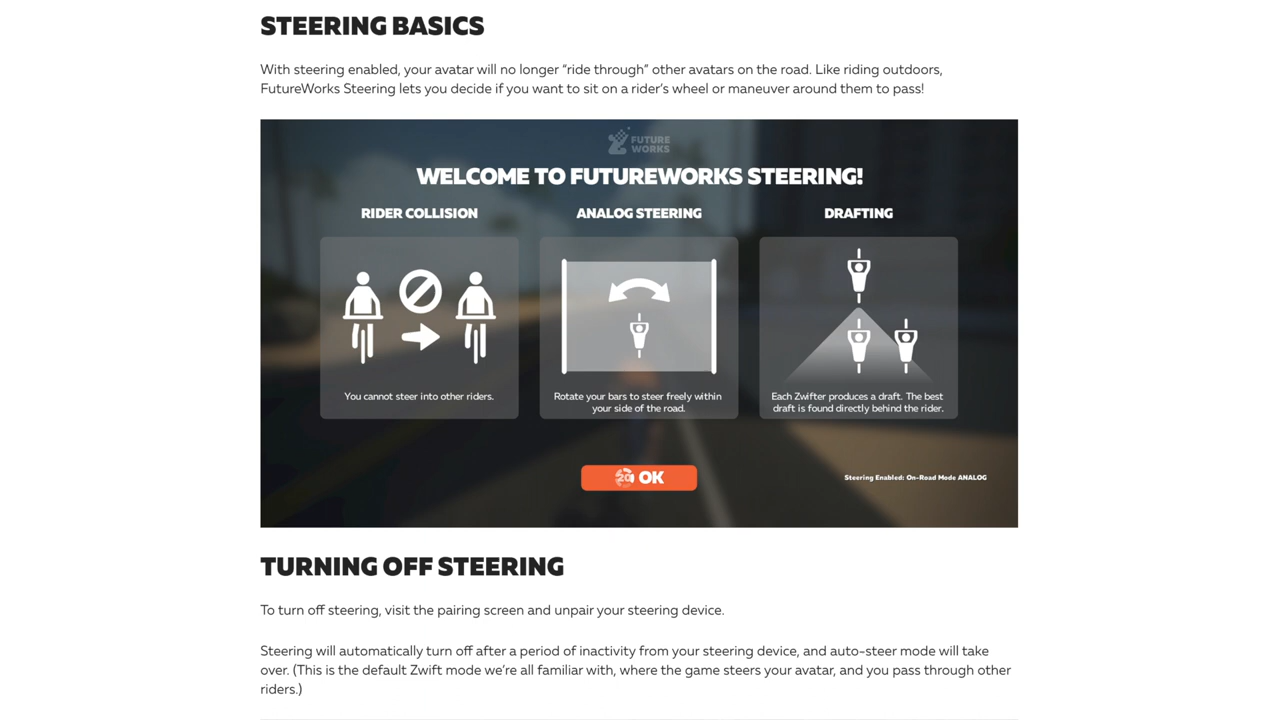 STEERING BASICS
With steering enabled, your avatar will no longer “ride through” other avatars on the road. Like riding outdoors,
FutureWorks Steering lets you decide if you want to sit on a rider’s wheel or maneuver around them to pass!
FUTURE
WORKS
WELCOME TO FUTUREWORKS STEERING!
RIDER COLLISION
ANALOG STEERING
DRAFTING
You cannot steer into other riders.
Rotate your bars to steer freely within
your side of the road.
Each Zwifter produces a draft. The best
draft is found directly behind the rider.
20 OK
Steering Enabled: On-Road Mode ANALOG
TURNING OFF STEERING
To turn off steering, visit the pairing screen and unpair your steering device.
Steering will automatically turn off after a period of inactivity from your steering device, and auto-steer mode will take
over. (This is the default Zwift mode we’re all familiar with, where the game steers your avatar, and you pass through other
riders.)